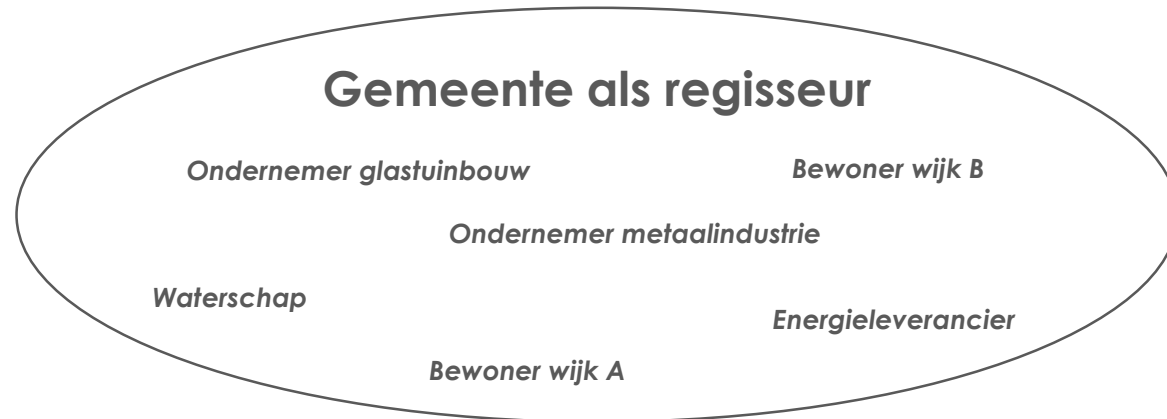 Gemeente als regisseur
Ondernemer glastuinbouw
Bewoner wijk B
Ondernemer metaalindustrie
Waterschap
Energieleverancier
Bewoner wijk A